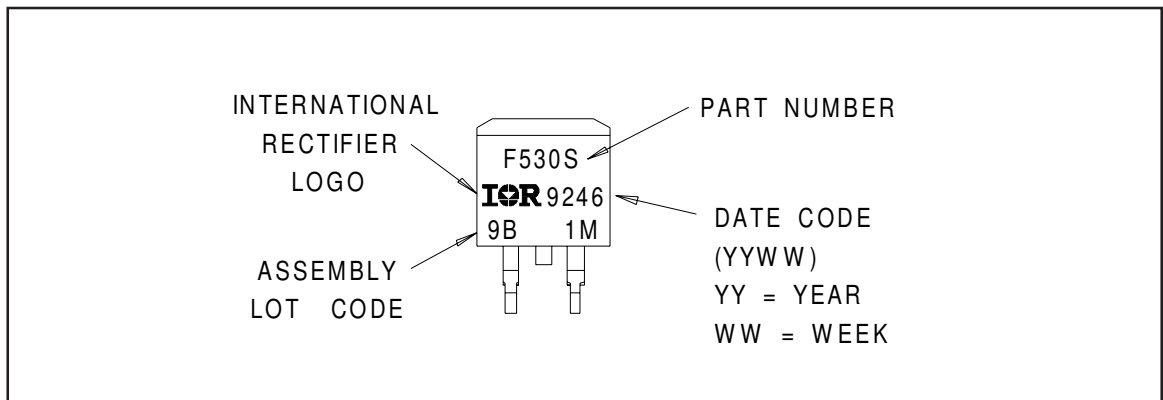 INTERNATIONAL
RECTIFIER
LOGO
PART NUMBER
F530S
IOR 9246
9B 1M
ASSEMBLY
LOT CODE
DATE CODE
(YYWW)
YY = YEAR
WW = WEEK